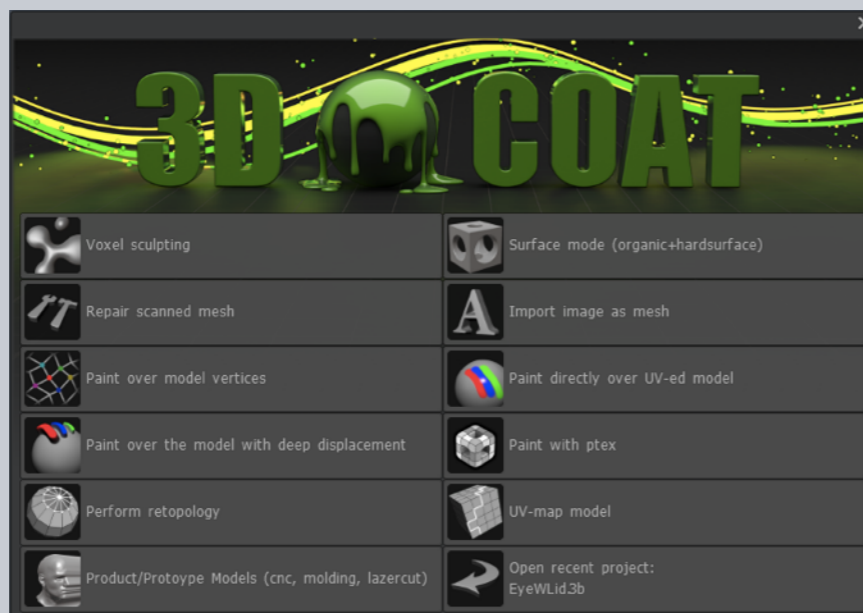 3D COAT
Voxel sculpting
Surface mode (organic+hardsurface)
Repair scanned mesh
Import image as mesh
Paint over model vertices
Paint directly over UV-ed model
Paint over the model with deep displacement
Paint with ptex
Perform retopology
UV-map model
Product/Protoype Models (cnc, molding, lazercut)
Open recent project:
EyeWLid.3b